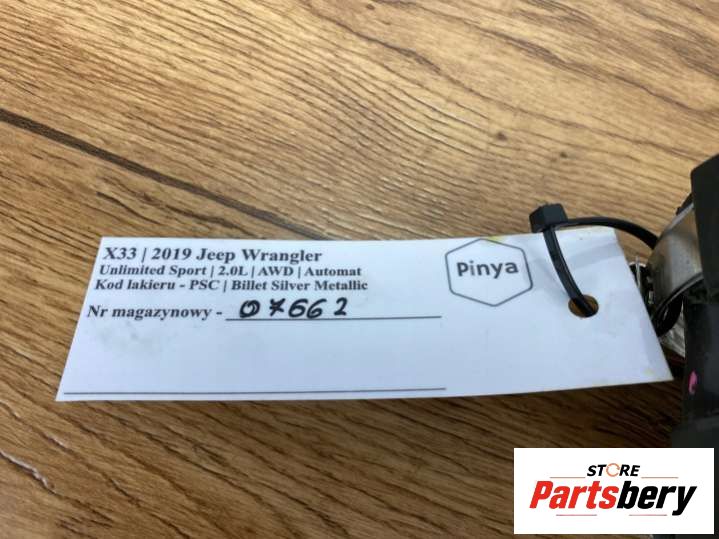 X33 | 2019 Jeep Wrangler
Unlimited Sport | 2.0L | AWD | Automat
Kod lakieru - PSC | Billet Silver Metallic
Nr magazynowy - 07662
Pinya
STORE
Partsbery